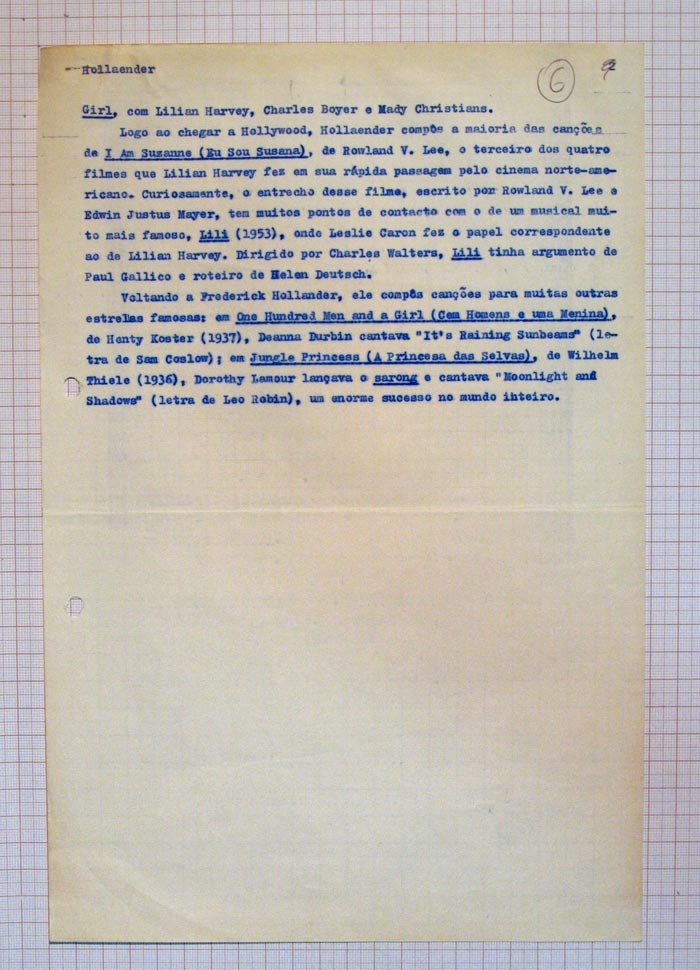 Hollaender
6
2
Girl, com Lilian Harvey, Charles Boyer e Mady Christians.
Logo ao chegar a Hollywood, Hollaender compôs a maioria das canções
de I Am Suzanne (Eu Sou Susana), de Rowland V. Lee, o terceiro dos quatro
filmes que Lilian Harvey fez em sua rápida passagem pelo cinema norte-ame-
ricano. Curiosamente, o entrecho desse filme, escrito por Rowland V. Lee e
Edwin Justus Mayer, tem muitos pontos de contacto com o de um musical mui-
to mais famoso, Lili (1953), onde Leslie Caron fez o papel correspondente
ao de Lilian Harvey. Dirigido por Charles Walters, Lili tinha argumento de
Paul Gallico e roteiro de Helen Deutsch.
Voltando a Frederick Hollander, ele compôs canções para muitas outras
estrelas famosas: em One Hundred Men and a Girl (Cem Homens e uma Menina),
de Henty Koster (1937), Deanna Durbin cantava "It's Raining Sunbeams" (le-
tra de Sam Coslow); em Jungle Princess (A Princesa das Selvas), de Wilhelm
Thiele (1936), Dorothy Lamour lançava o sarong e cantava "Moonlight and
Shadows" (letra de Leo Robin), um enorme sucesso no mundo inteiro.